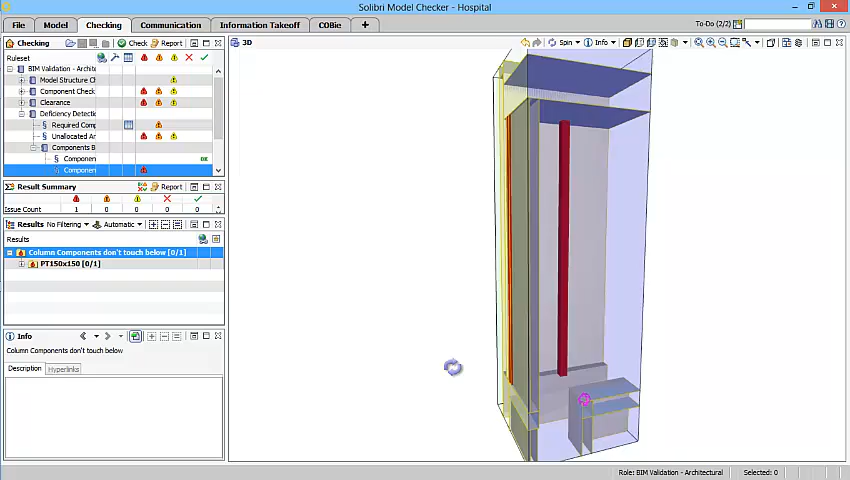 Solibri Model Checker - Hospital
File Model Checking Communication Information Takeoff COBie +
To-Do (2/2)
Checking Check Report
3D Spin Info
Ruleset
BIM Validation - Archite
Model Structure Ch
Component Check
Clearance
Deficiency Detectio
Required Comp
Unallocated Ar
Components B
Componen
OK
Componen
Result Summary Report
Issue Count 1 0 0 0 0
Results No Filtering Automatic
Results
Column Components don't touch below [0/1]
PT150x150 [0/1]
Info
Column Components don't touch below
Description Hyperlinks
Role: BIM Validation - Architectural Selected: 0